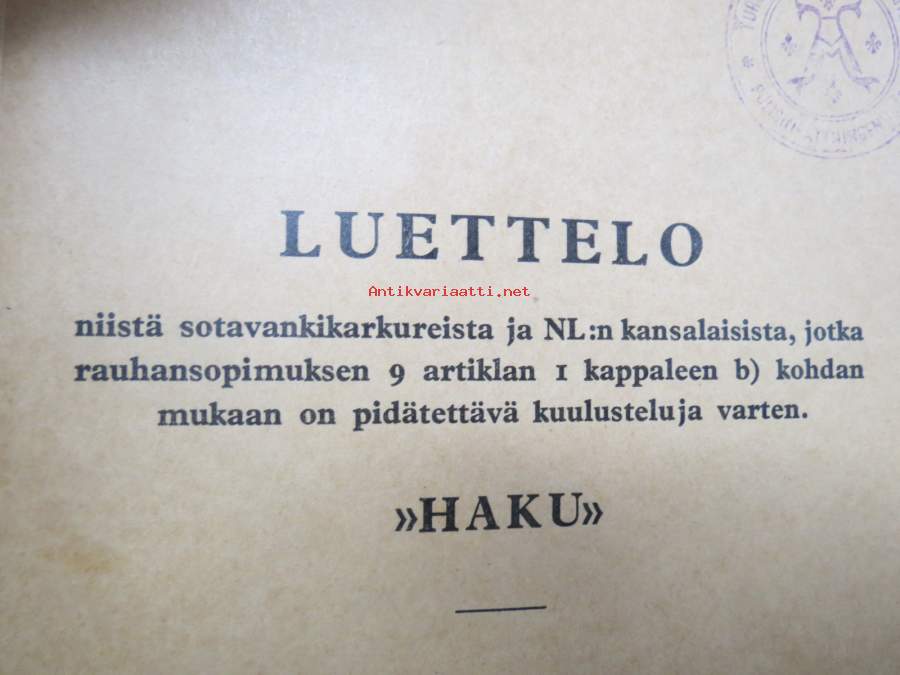 LUETTELO
Antikvariaatti.net
niistä sotavankikarkureista ja NL:n kansalaisista, jotka
rauhansopimuksen 9 artiklan 1 kappaleen b) kohdan
mukaan on pidätettävä kuulusteluja varten.
»HAKU»